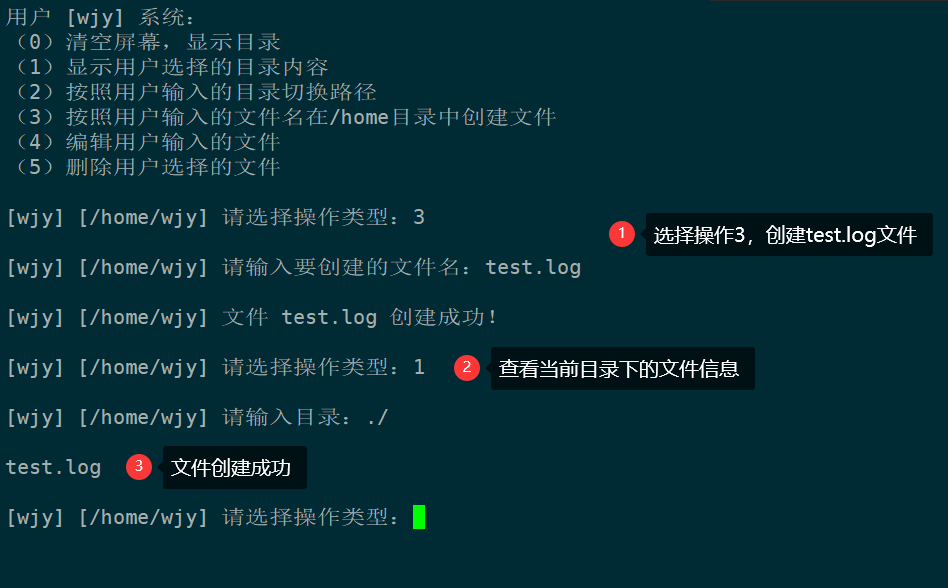 用户 [wjy] 系统:
（0）清空屏幕，显示目录
（1）显示用户选择的目录内容
（2）按照用户输入的目录切换路径
（3）按照用户输入的文件名在/home目录中创建文件
（4）编辑用户输入的文件
（5）删除用户选择的文件
[wjy] [/home/wjy] 请选择操作类型：3
1 选择操作3，创建test.log文件
[wjy] [/home/wjy] 请输入要创建的文件名：test.log
[wjy] [/home/wjy] 文件 test.log 创建成功！
[wjy] [/home/wjy] 请选择操作类型：1
2 查看当前目录下的文件信息
[wjy] [/home/wjy] 请输入目录：./
test.log
3 文件创建成功
[wjy] [/home/wjy] 请选择操作类型：